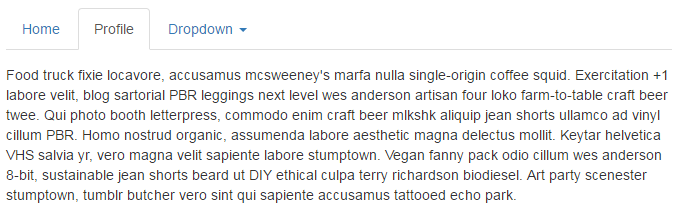 Home Profile Dropdown
Food truck fixie locavore, accusamus mcsweeney's marfa nulla single-origin coffee squid. Exercitation +1
labore velit, blog sartorial PBR leggings next level wes anderson artisan four loko farm-to-table craft beer
twee. Qui photo booth letterpress, commodo enim craft beer mlkshk aliquip jean shorts ullamco ad vinyl
cillum PBR. Homo nostrud organic, assumenda labore aesthetic magna delectus mollit. Keytar helvetica
VHS salvia yr, vero magna velit sapiente labore stumptown. Vegan fanny pack odio cillum wes anderson
8-bit, sustainable jean shorts beard ut DIY ethical culpa terry richardson biodiesel. Art party scenester
stumptown, tumblr butcher vero sint qui sapiente accusamus tattooed echo park.